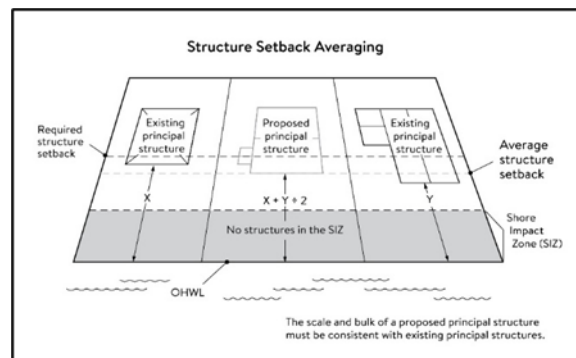 Structure Setback Averaging
Required
structure
setback
Existing
principal
structure
Proposed
principal
structure
Existing
principal
structure
Average
structure
setback
X
X + Y ÷ 2
Y
No structures in the SIZ
Shore
Impact
Zone (SIZ)
OHWL
The scale and bulk of a proposed principal structure
must be consistent with existing principal structures.